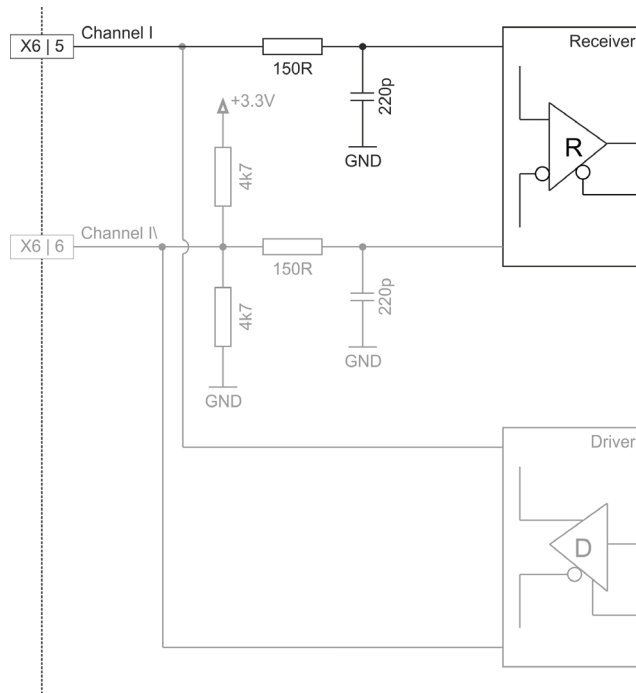 X6 | 5
Channel I
150R
220p
GND
Receiver
R
+3.3V
4k7
X6 | 6
Channel I\
150R
220p
GND
4k7
GND
Driver
D